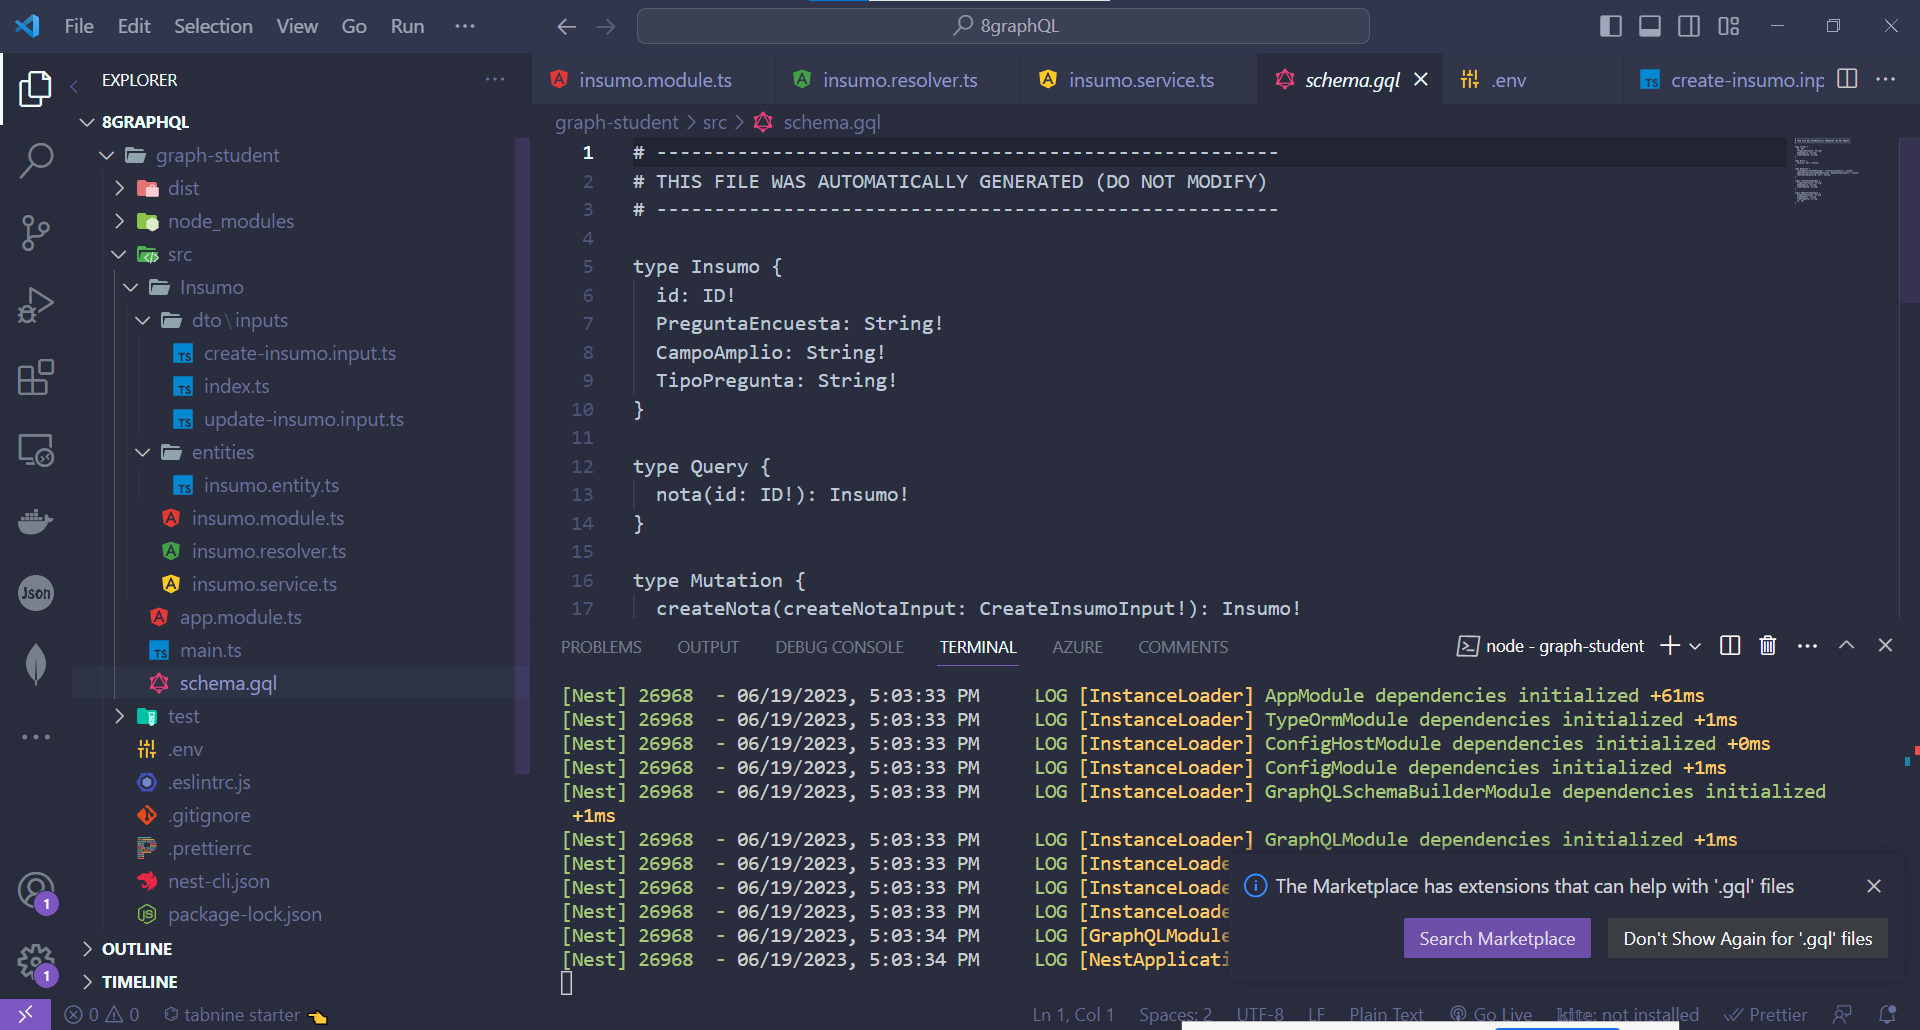 File Edit Selection View Go Run ···
8graphQL
EXPLORER
8GRAPHQL
graph-student
dist
node_modules
src
Insumo
dto\inputs
create-insumo.input.ts
index.ts
update-insumo.input.ts
entities
insumo.entity.ts
insumo.module.ts
insumo.resolver.ts
insumo.service.ts
app.module.ts
main.ts
schema.gql
test
.env
.eslintrc.js
.gitignore
.prettierrc
nest-cli.json
package-lock.json
OUTLINE
TIMELINE
Json
1
1
insumo.module.ts insumo.resolver.ts insumo.service.ts schema.gql .env create-insumo.inp
graph-student > src > schema.gql
1 # ------------------------------------------------------
2 # THIS FILE WAS AUTOMATICALLY GENERATED (DO NOT MODIFY)
3 # ------------------------------------------------------
4
5 type Insumo {
6 id: ID!
7 PreguntaEncuesta: String!
8 CampoAmplio: String!
9 TipoPregunta: String!
10 }
11
12 type Query {
13 nota(id: ID!): Insumo!
14 }
15
16 type Mutation {
17 createNota(createNotaInput: CreateInsumoInput!): Insumo!
PROBLEMS OUTPUT DEBUG CONSOLE TERMINAL AZURE COMMENTS node - graph-student
[Nest] 26968 - 06/19/2023, 5:03:33 PM LOG [InstanceLoader] AppModule dependencies initialized +61ms
[Nest] 26968 - 06/19/2023, 5:03:33 PM LOG [InstanceLoader] TypeOrmModule dependencies initialized +1ms
[Nest] 26968 - 06/19/2023, 5:03:33 PM LOG [InstanceLoader] ConfigHostModule dependencies initialized +0ms
[Nest] 26968 - 06/19/2023, 5:03:33 PM LOG [InstanceLoader] ConfigModule dependencies initialized +1ms
[Nest] 26968 - 06/19/2023, 5:03:33 PM LOG [InstanceLoader] GraphQLSchemaBuilderModule dependencies initialized
+1ms
[Nest] 26968 - 06/19/2023, 5:03:33 PM LOG [InstanceLoader] GraphQLModule dependencies initialized +1ms
[Nest] 26968 - 06/19/2023, 5:03:33 PM LOG [InstanceLoade
[Nest] 26968 - 06/19/2023, 5:03:33 PM LOG [InstanceLoade
[Nest] 26968 - 06/19/2023, 5:03:33 PM LOG [InstanceLoade
[Nest] 26968 - 06/19/2023, 5:03:34 PM LOG [GraphQLModule
[Nest] 26968 - 06/19/2023, 5:03:34 PM LOG [NestApplicati
The Marketplace has extensions that can help with '.gql' files
Search Marketplace Don't Show Again for '.gql' files
0 0 tabnine starter Ln 1, Col 1 Spaces: 2 UTF-8 LF Plain Text Go Live kite: not installed Prettier